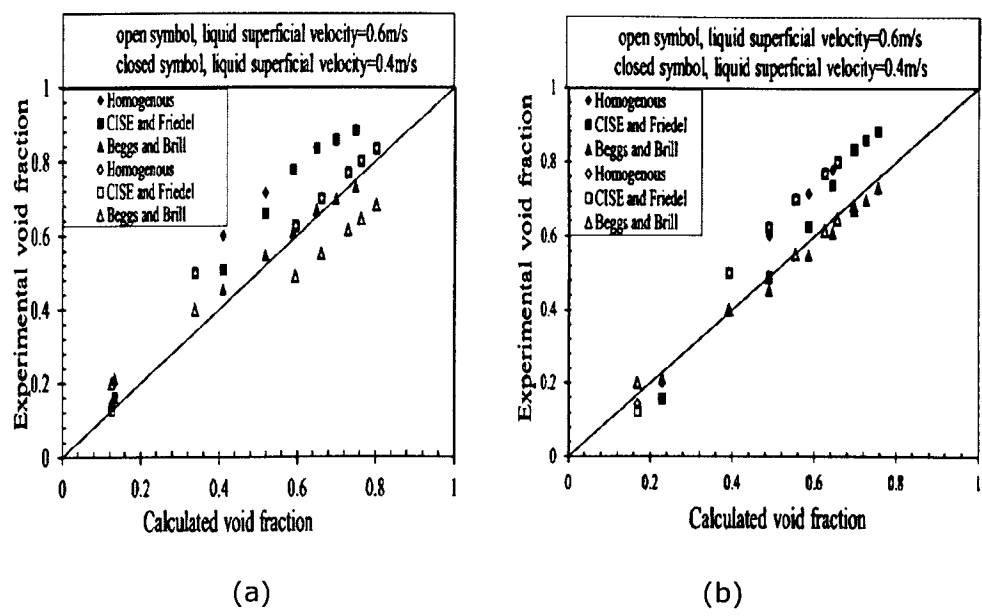 open symbol, liquid superficial velocity=0.6m/s
closed symbol, liquid superficial velocity=0.4m/s
Experimental void fraction
1
0.8
0.6
0.4
0.2
0
Homogenous
CISE and Friedel
Beggs and Brill
Homogenous
CISE and Friedel
Beggs and Brill
0
0.2
0.4
0.6
0.8
1
Calculated void fraction
(a)
open symbol, liquid superficial velocity=0.6m/s
closed symbol, liquid superficial velocity=0.4m/s
Experimental void fraction
1
0.8
0.6
0.4
0.2
0
Homogenous
CISE and Friedel
Beggs and Brill
Homogenous
CISE and Friedel
Beggs and Brill
0
0.2
0.4
0.6
0.8
1
Calculated void fraction
(b)